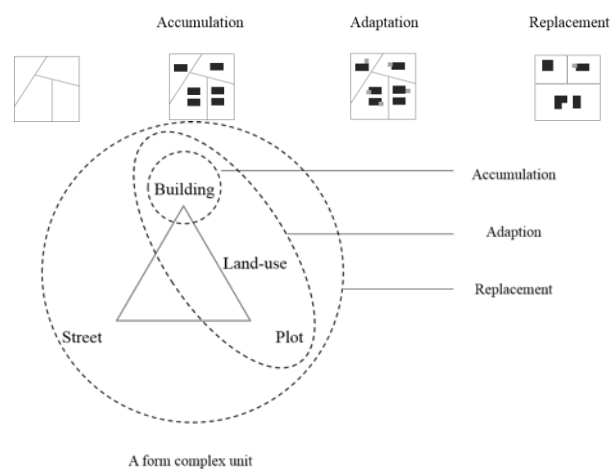 Accumulation Adaptation Replacement
Building
Accumulation
Adaption
Land-use
Replacement
Street Plot
A form complex unit